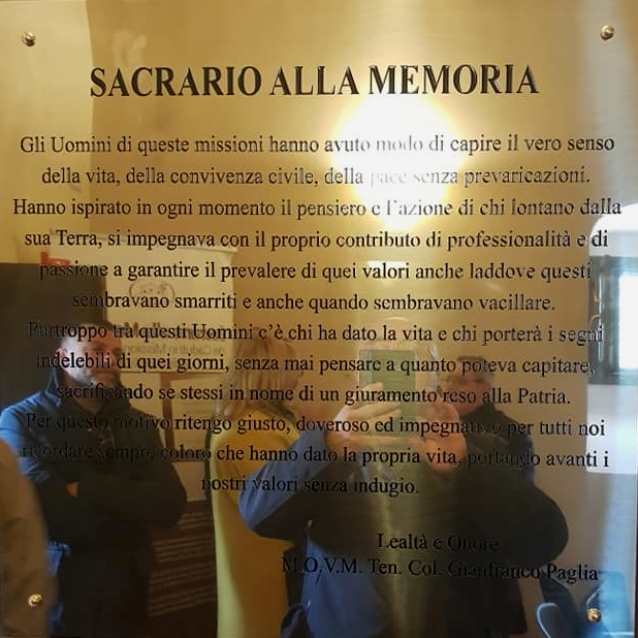 SACRARIO ALLA MEMORIA
Gli Uomini di queste missioni hanno avuto modo di capire il vero senso
della vita, della convivenza civile, della pace senza prevaricazioni.
Hanno ispirato in ogni momento il pensiero e l'azione di chi lontano dalla
sua Terra, si impegnava con il proprio contributo di professionalità e di
passione a garantire il prevalere di quei valori anche laddove questi
sembravano smarriti e anche quando sembravano vacillare.
Purtroppo tra questi Uomini c'è chi ha dato la vita e chi porterà i segni
indelebili di quei giorni, senza mai pensare a quanto poteva capitare,
sacrificando se stessi in nome di un giuramento reso alla Patria.
Per questo motivo ritengo giusto, doveroso ed impegnativo per tutti noi
ricordare coloro che hanno dato la propria vita, portando avanti i
nostri valori senza indugio.
Lealtà e Onore
M.O.V.M. Ten. Col. Gianfranco Paglia